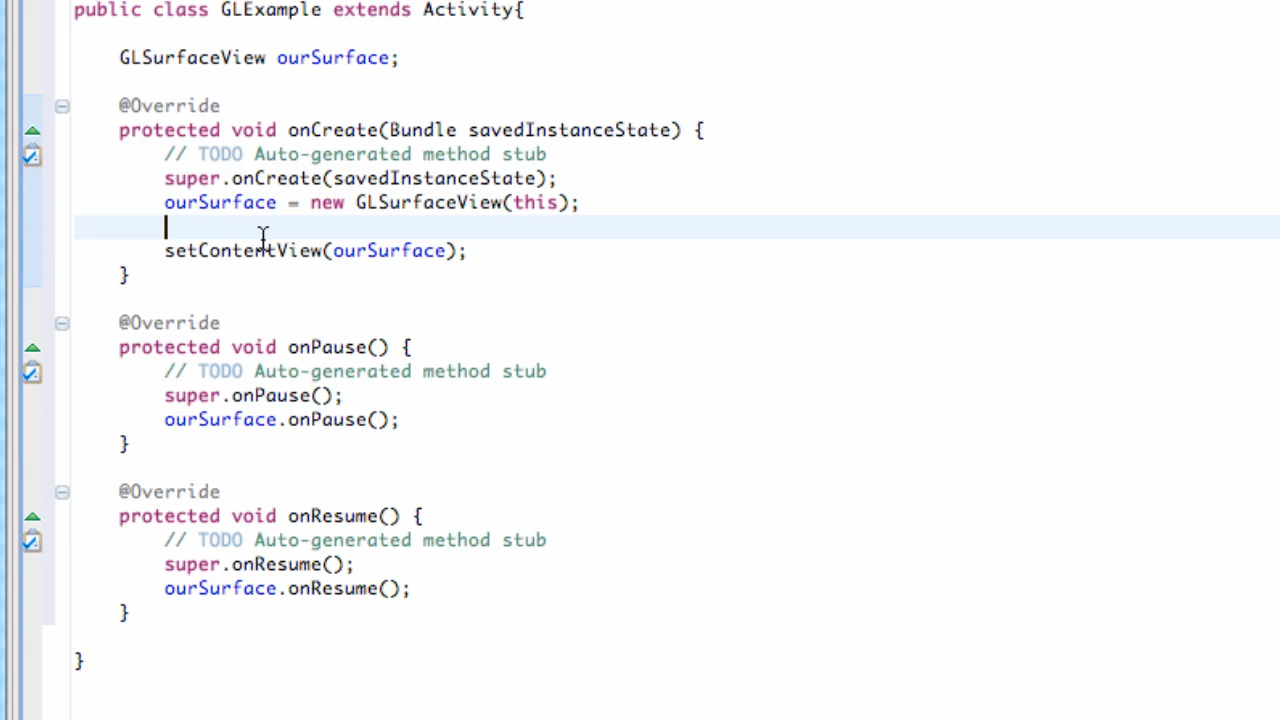 public class GLExample extends Activity{
GLSurfaceView ourSurface;
@Override
protected void onCreate(Bundle savedInstanceState) {
// TODO Auto-generated method stub
super.onCreate(savedInstanceState);
ourSurface = new GLSurfaceView(this);
setContentView(ourSurface);
}
@Override
protected void onPause() {
// TODO Auto-generated method stub
super.onPause();
ourSurface.onPause();
}
@Override
protected void onResume() {
// TODO Auto-generated method stub
super.onResume();
ourSurface.onResume();
}
}